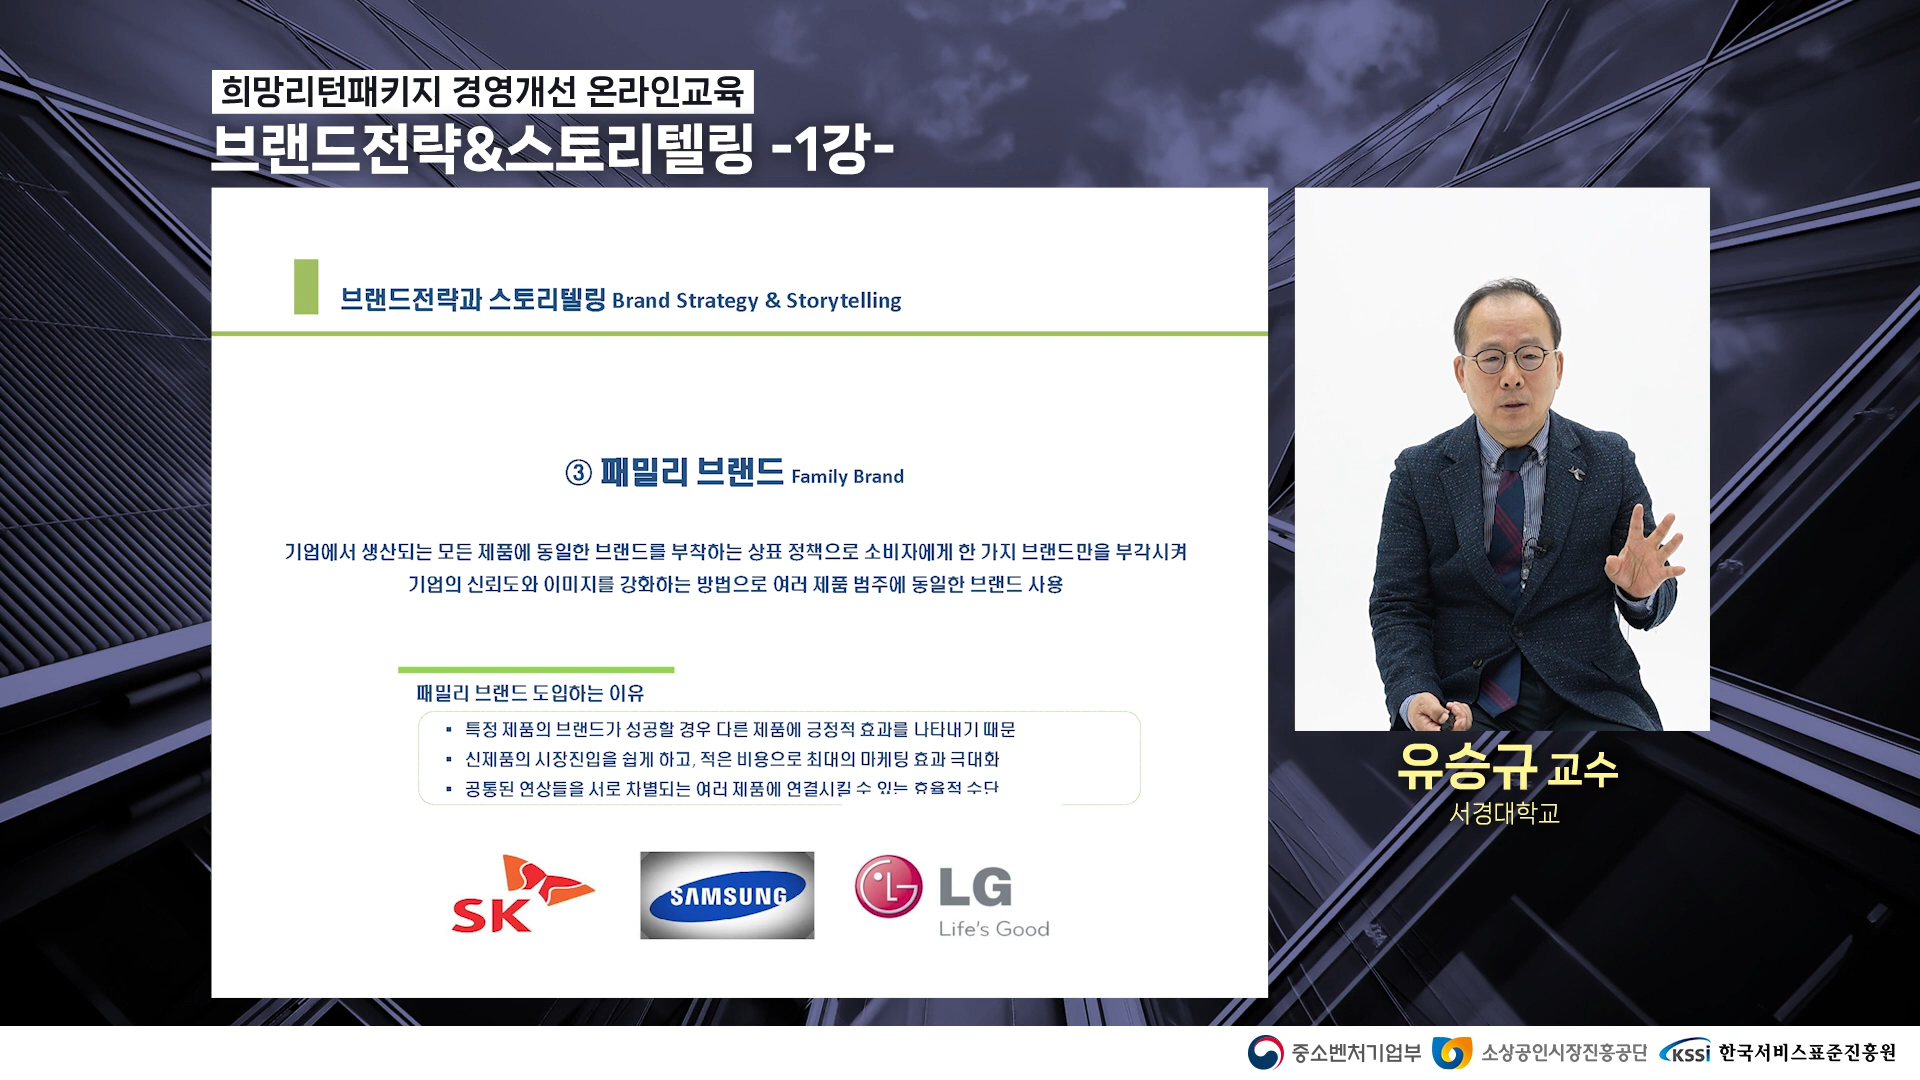 희망리턴패키지 경영개선 온라인교육
브랜드전략&스토리텔링 -1강-
브랜드전략과 스토리텔링 Brand Strategy & Storytelling
③ 패밀리 브랜드 Family Brand
기업에서 생산되는 모든 제품에 동일한 브랜드를 부착하는 상표 정책으로 소비자에게 한 가지 브랜드만을 부각시켜
기업의 신뢰도와 이미지를 강화하는 방법으로 여러 제품 범주에 동일한 브랜드 사용
패밀리 브랜드 도입하는 이유
▪ 특정 제품의 브랜드가 성공할 경우 다른 제품에 긍정적 효과를 나타내기 때문
▪ 신제품의 시장진입을 쉽게 하고, 적은 비용으로 최대의 마케팅 효과 극대화
▪ 공통된 연상들을 서로 차별되는 여러 제품에 연결시킬 수 있는 효율적 수단
SK
SAMSUNG
LG
Life's Good
유승규 교수
서경대학교
중소벤처기업부 소상공인시장진흥공단 KSSI 한국서비스표준진흥원